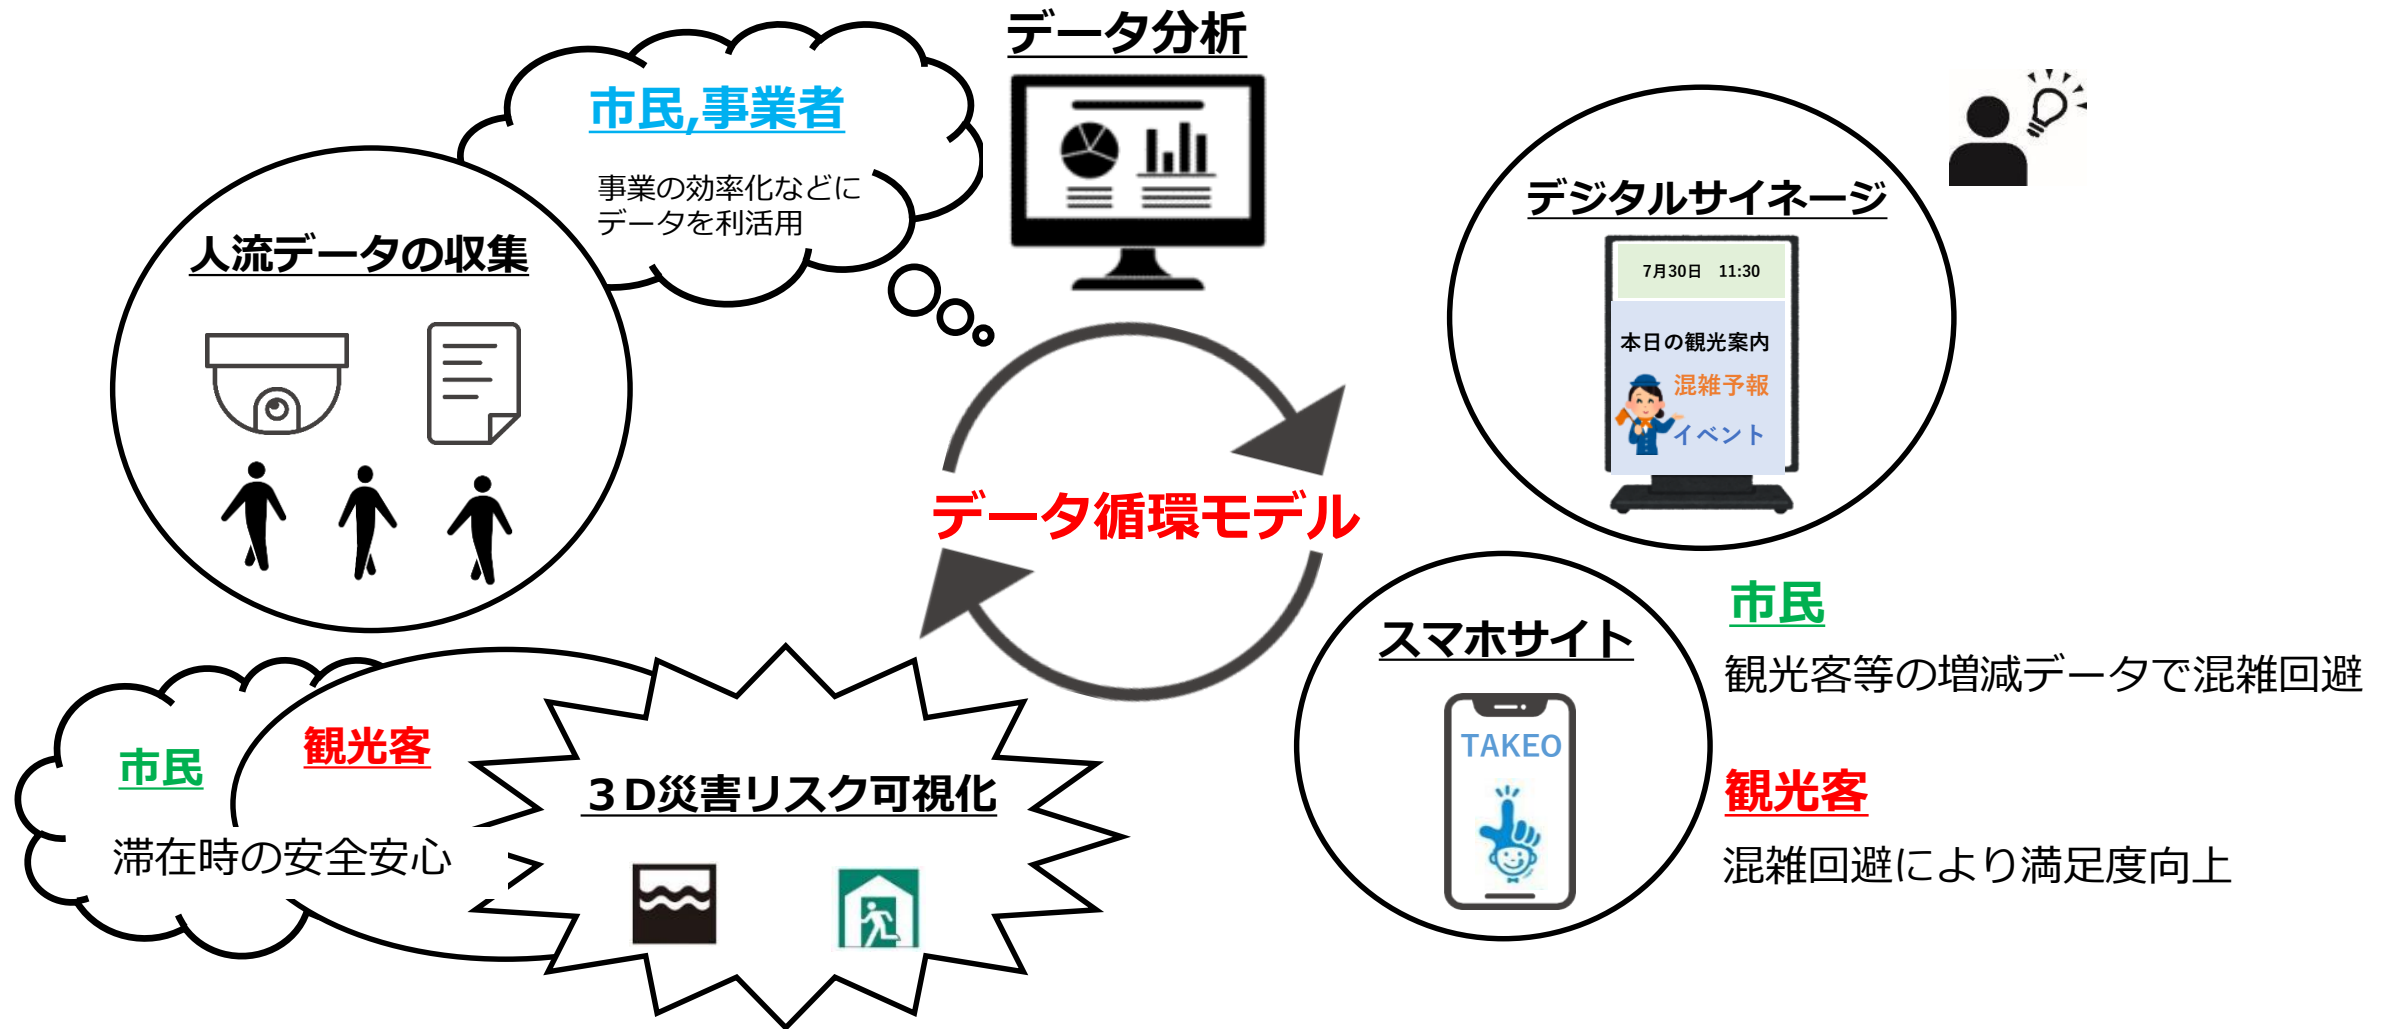 データ分析
市民,事業者
事業の効率化などに
データを利活用
人流データの収集
デジタルサイネージ
7月30日 11:30
本日の観光案内
混雑予報
イベント
データ循環モデル
スマホサイト
TAKEO
市民
観光客等の増減データで混雑回避
観光客
混雑回避により満足度向上
市民
観光客
滞在時の安全安心
３D災害リスク可視化